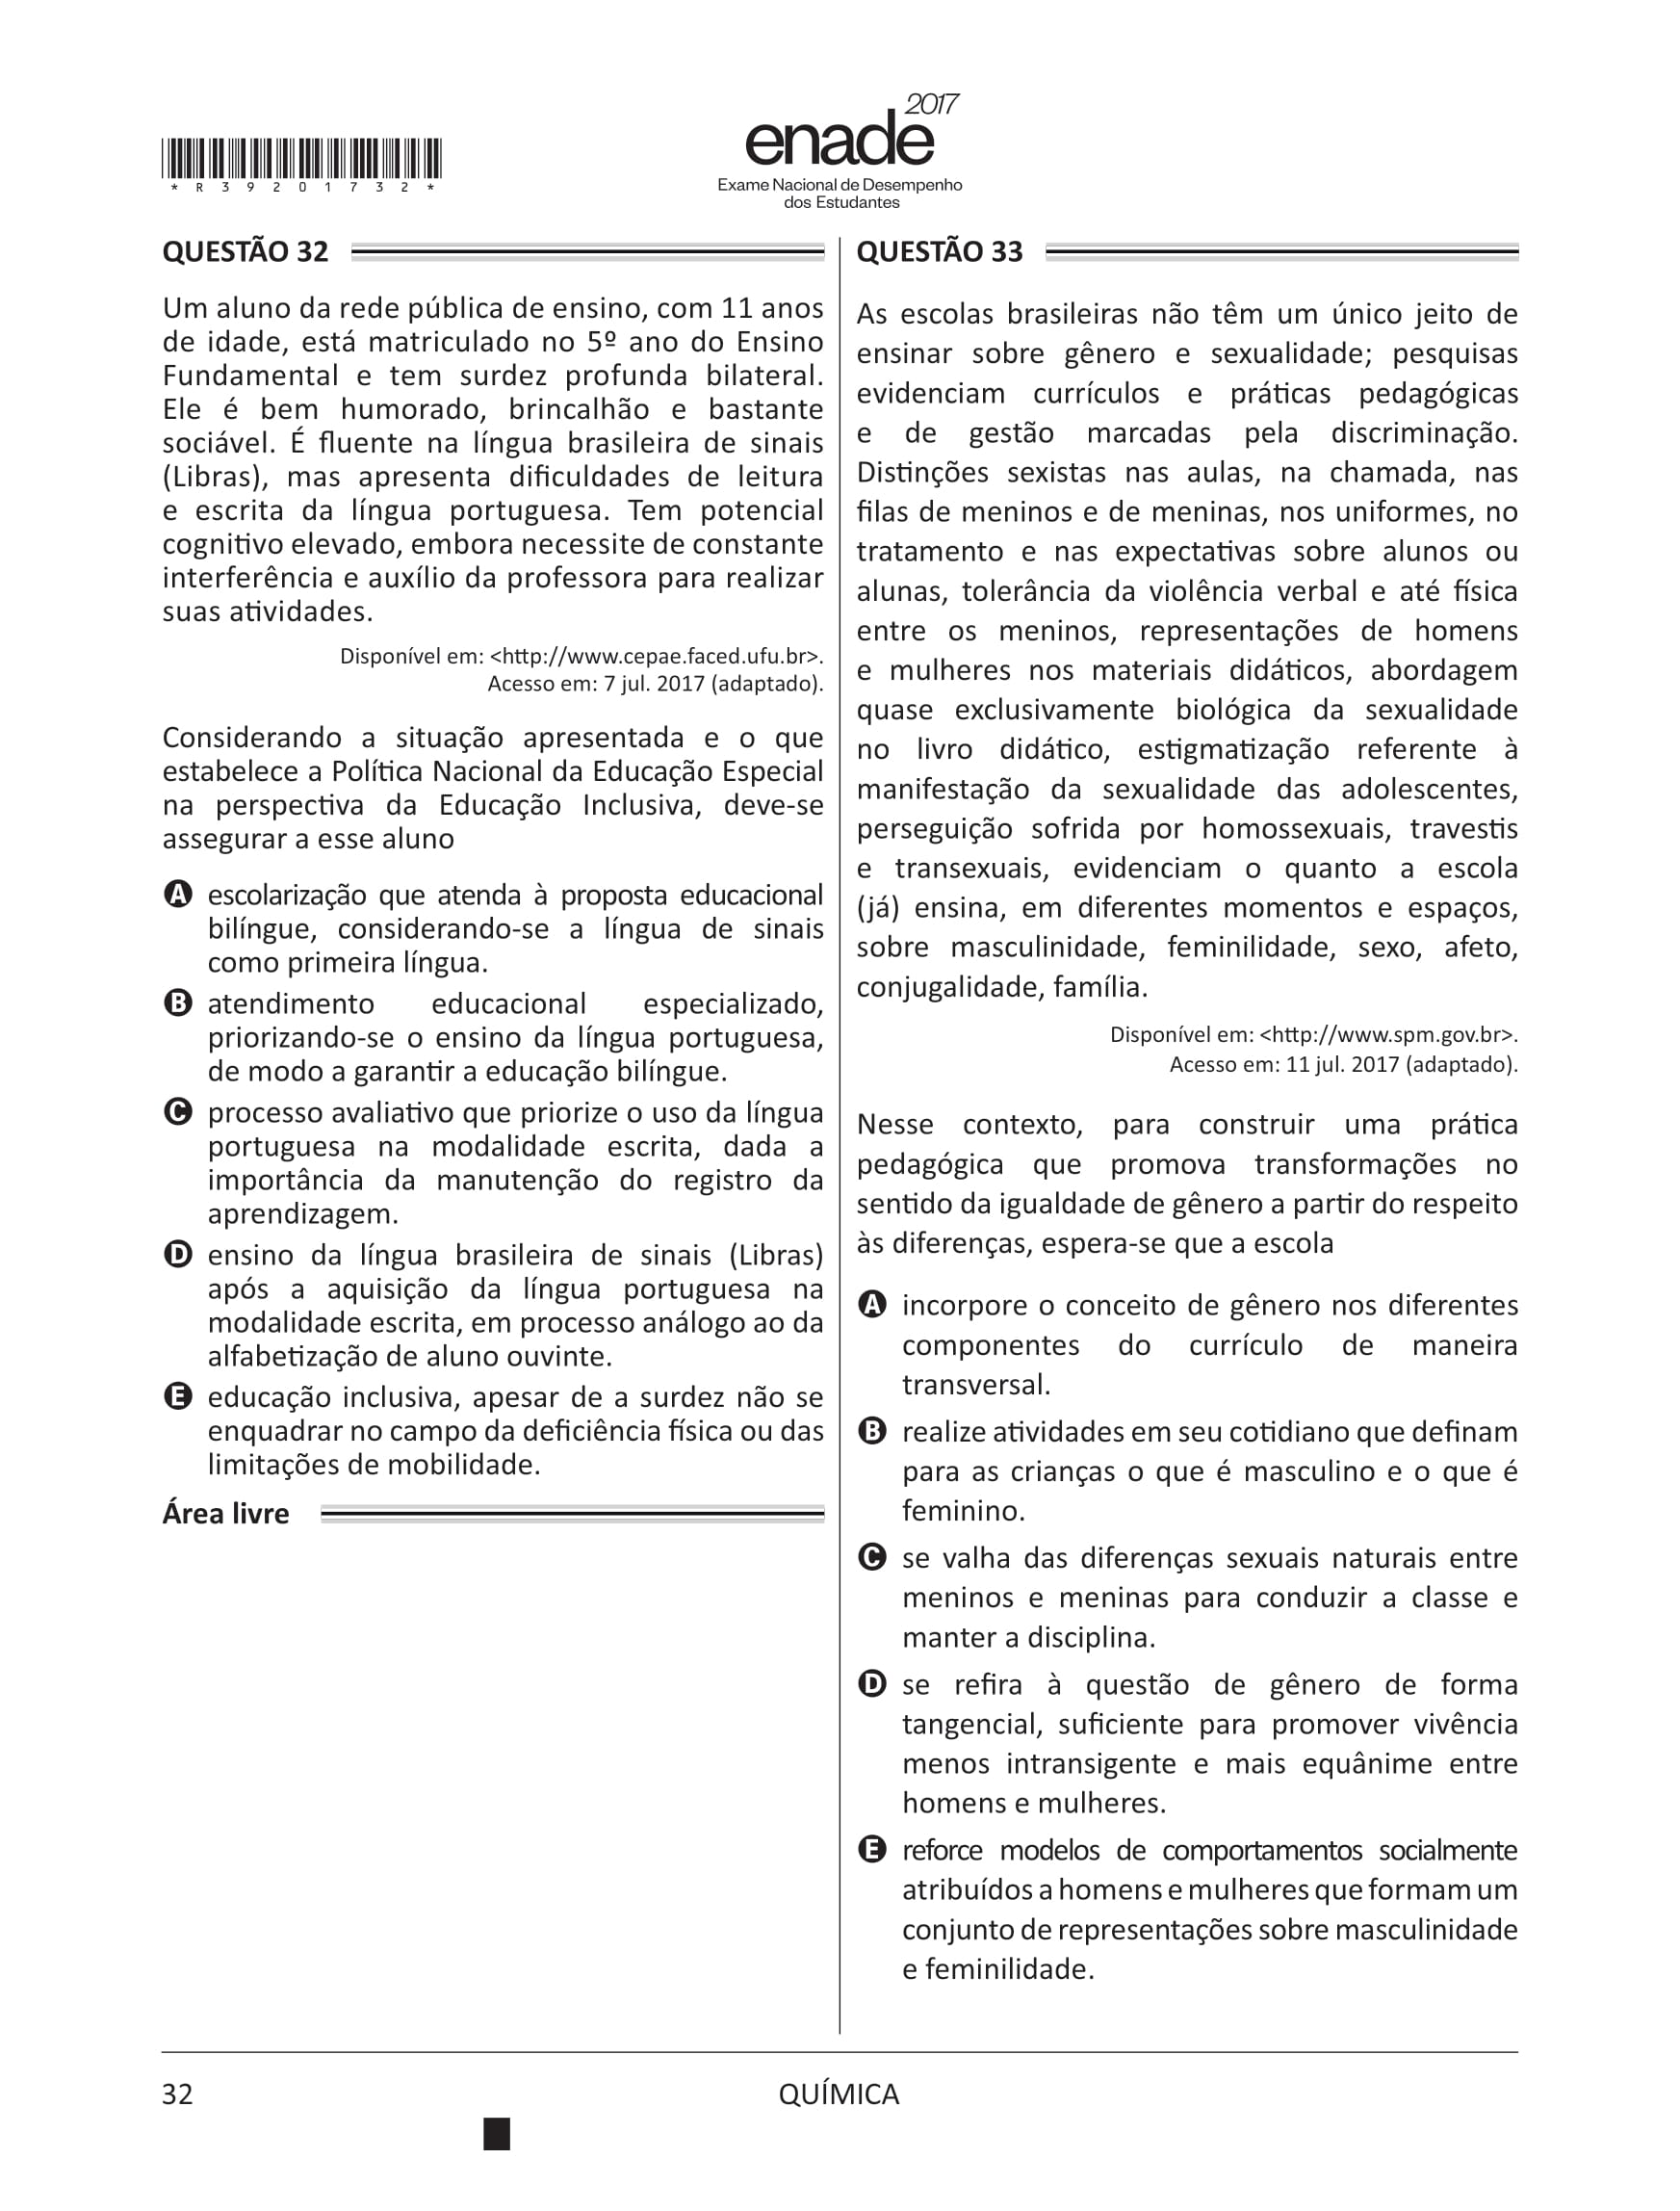 * R 3 9 2 0 1 7 3 2 *
enade 2017
Exame Nacional de Desempenho
dos Estudantes
QUESTÃO 32
Um aluno da rede pública de ensino, com 11 anos
de idade, está matriculado no 5º ano do Ensino
Fundamental e tem surdez profunda bilateral.
Ele é bem humorado, brincalhão e bastante
sociável. É fluente na língua brasileira de sinais
(Libras), mas apresenta dificuldades de leitura
e escrita da língua portuguesa. Tem potencial
cognitivo elevado, embora necessite de constante
interferência e auxílio da professora para realizar
suas atividades.
Disponível em: <http://www.cepae.faced.ufu.br>.
Acesso em: 7 jul. 2017 (adaptado).
Considerando a situação apresentada e o que
estabelece a Política Nacional da Educação Especial
na perspectiva da Educação Inclusiva, deve-se
assegurar a esse aluno
A escolarização que atenda à proposta educacional
bilíngue, considerando-se a língua de sinais
como primeira língua.
B atendimento educacional especializado,
priorizando-se o ensino da língua portuguesa,
de modo a garantir a educação bilíngue.
C processo avaliativo que priorize o uso da língua
portuguesa na modalidade escrita, dada a
importância da manutenção do registro da
aprendizagem.
D ensino da língua brasileira de sinais (Libras)
após a aquisição da língua portuguesa na
modalidade escrita, em processo análogo ao da
alfabetização de aluno ouvinte.
E educação inclusiva, apesar de a surdez não se
enquadrar no campo da deficiência física ou das
limitações de mobilidade.
Área livre
QUESTÃO 33
As escolas brasileiras não têm um único jeito de
ensinar sobre gênero e sexualidade; pesquisas
evidenciam currículos e práticas pedagógicas
e de gestão marcadas pela discriminação.
Distinções sexistas nas aulas, na chamada, nas
filas de meninos e de meninas, nos uniformes, no
tratamento e nas expectativas sobre alunos ou
alunas, tolerância da violência verbal e até física
entre os meninos, representações de homens
e mulheres nos materiais didáticos, abordagem
quase exclusivamente biológica da sexualidade
no livro didático, estigmatização referente à
manifestação da sexualidade das adolescentes,
perseguição sofrida por homossexuais, travestis
e transexuais, evidenciam o quanto a escola
(já) ensina, em diferentes momentos e espaços,
sobre masculinidade, feminilidade, sexo, afeto,
conjugalidade, família.
Disponível em: <http://www.spm.gov.br>.
Acesso em: 11 jul. 2017 (adaptado).
Nesse contexto, para construir uma prática
pedagógica que promova transformações no
sentido da igualdade de gênero a partir do respeito
às diferenças, espera-se que a escola
A incorpore o conceito de gênero nos diferentes
componentes do currículo de maneira
transversal.
B realize atividades em seu cotidiano que definam
para as crianças o que é masculino e o que é
feminino.
C se valha das diferenças sexuais naturais entre
meninos e meninas para conduzir a classe e
manter a disciplina.
D se refira à questão de gênero de forma
tangencial, suficiente para promover vivência
menos intransigente e mais equânime entre
homens e mulheres.
E reforce modelos de comportamentos socialmente
atribuídos a homens e mulheres que formam um
conjunto de representações sobre masculinidade
e feminilidade.
32
QUÍMICA